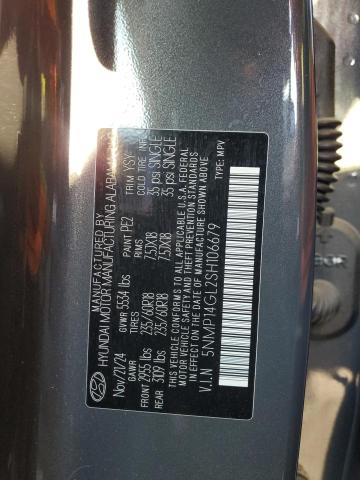 MANUFACTURED BY
HYUNDAI MOTOR MANUFACTURING ALABAMA
Nov/21/24 GVWR 5534 lbs PAINT PE2 TRIM YSY
GAWR TIRES RIMS COLD TIRE INF.
FRONT 2955 lbs 235/60R18 7.5JX18 35 psi SINGLE
REAR 3109 lbs 235/60R18 7.5JX18 35 psi SINGLE
THIS VEHICLE CONFORMS TO ALL APPLICABLE
FEDERAL MOTOR VEHICLE SAFETY AND THEFT PREVENTION
STANDARDS IN EFFECT ON THE DATE OF MANUFACTURE SHOWN ABOVE.
V.I.N 5NMP14GL2SH106679 TYPE: MPV